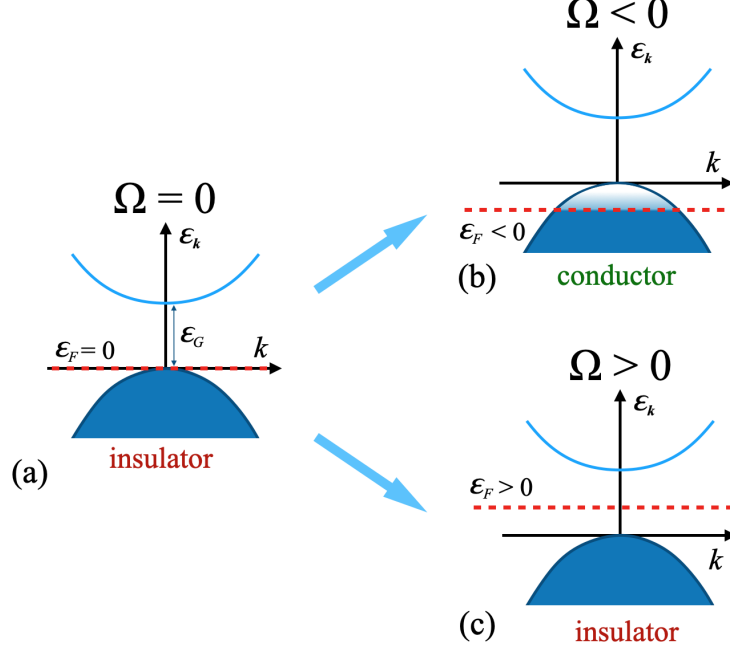 Ω = 0
ε_k
ε_G
ε_F = 0
k
insulator
(a)
Ω < 0
ε_k
k
ε_F < 0
(b)
conductor
Ω > 0
ε_k
ε_F > 0
k
(c)
insulator